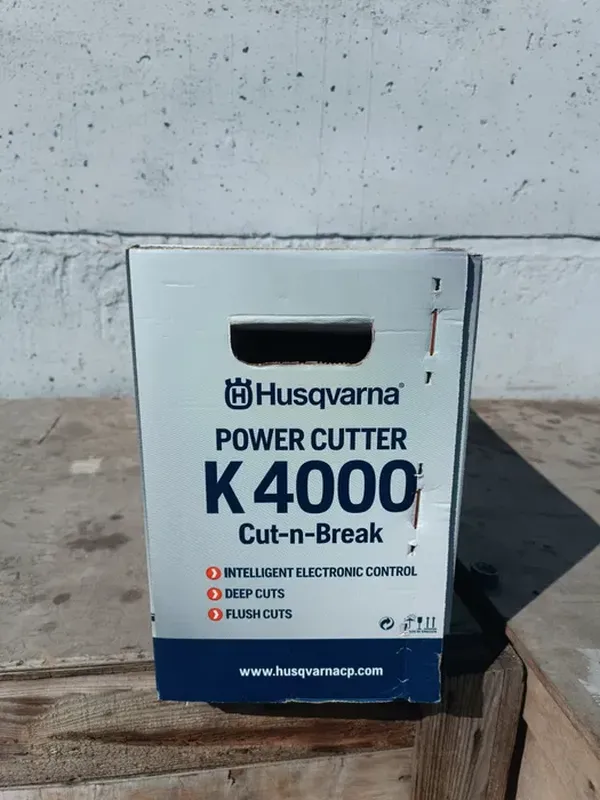 Husqvarna®
POWER CUTTER
K 4000
Cut-n-Break
INTELLIGENT ELECTRONIC CONTROL
DEEP CUTS
FLUSH CUTS
www.husqvarnacp.com